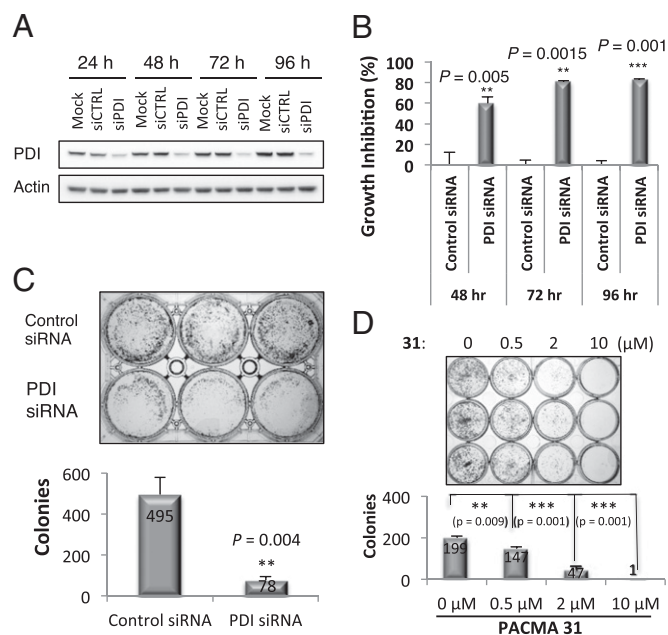 A
24 h 48 h 72 h 96 h
Mock siCTRL siPDI Mock siCTRL siPDI Mock siCTRL siPDI Mock siCTRL siPDI
PDI
Actin
B
P = 0.005
P = 0.0015
P = 0.001
** ** ***
Growth Inhibition (%)
100
80
60
40
20
0
Control siRNA PDI siRNA Control siRNA PDI siRNA Control siRNA PDI siRNA
48 hr 72 hr 96 hr
C
Control
siRNA
PDI
siRNA
Colonies
600
400
200
0
495
P = 0.004
**
78
Control siRNA PDI siRNA
D
31: 0 0.5 2 10 (μM)
Colonies
400
200
0
** *** ***
(p = 0.009) (p = 0.001) (p = 0.001)
199 147 47 1
0 μM 0.5 μM 2 μM 10 μM
PACMA 31